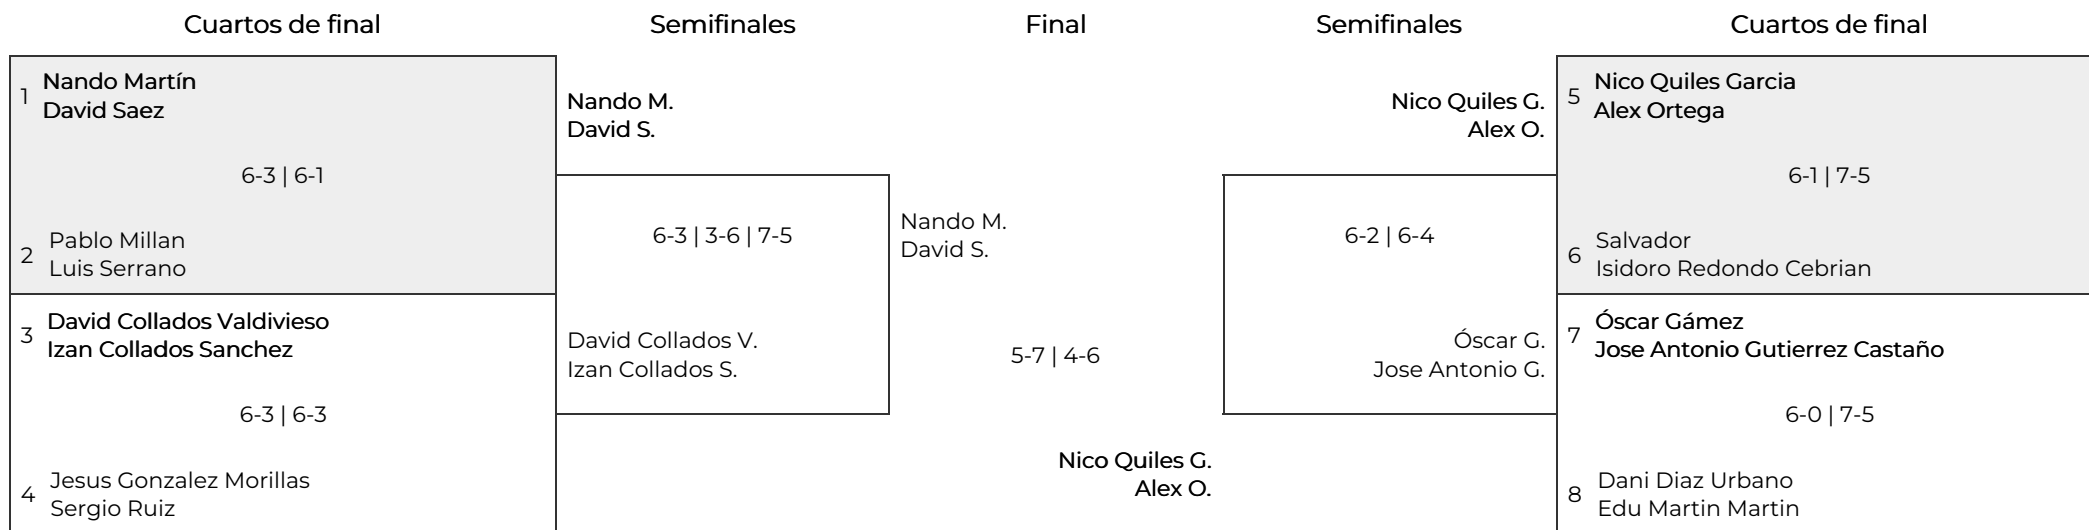 Cuartos de final
Semifinales
Final
Semifinales
Cuartos de final
1
Nando Martín
David Saez
6-3 | 6-1
2
Pablo Millan
Luis Serrano
3
David Collados Valdivieso
Izan Collados Sanchez
6-3 | 6-3
4
Jesus Gonzalez Morillas
Sergio Ruiz
Nando M.
David S.
6-3 | 3-6 | 7-5
David Collados V.
Izan Collados S.
Nando M.
David S.
5-7 | 4-6
Nico Quiles G.
Alex O.
Nico Quiles G.
Alex O.
6-2 | 6-4
Óscar G.
Jose Antonio G.
5
Nico Quiles Garcia
Alex Ortega
6-1 | 7-5
6
Salvador
Isidoro Redondo Cebrian
7
Óscar Gámez
Jose Antonio Gutierrez Castaño
6-0 | 7-5
8
Dani Diaz Urbano
Edu Martin Martin